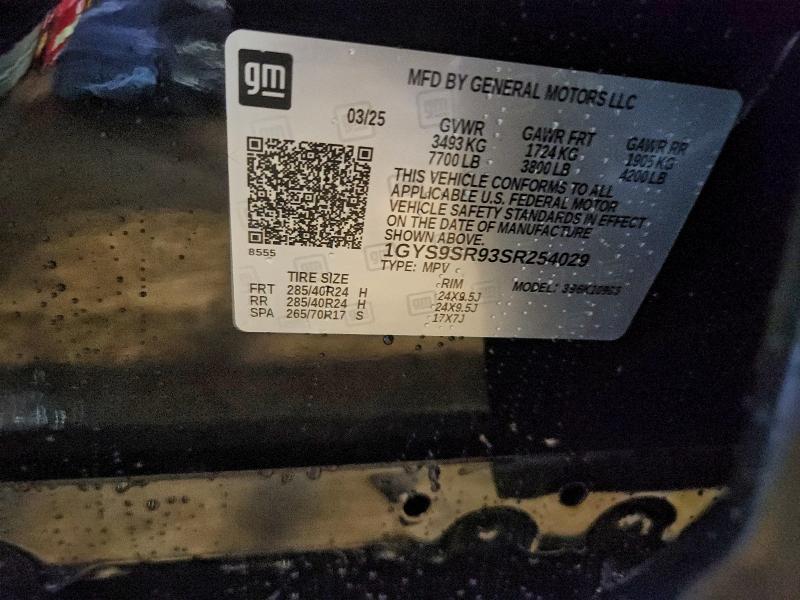 gm
MFD BY GENERAL MOTORS LLC
03/25
GVWR GAWR FRT GAWR RR
3493 KG 1724 KG 1905 KG
7700 LB 3800 LB 4200 LB
THIS VEHICLE CONFORMS TO ALL
APPLICABLE U.S. FEDERAL MOTOR
VEHICLE SAFETY STANDARDS IN EFFECT
ON THE DATE OF MANUFACTURE
SHOWN ABOVE.
8555
1GYS9SR93SR254029
TYPE: MPV
MODEL:
TIRE SIZE RIM
FRT 285/40R24 H 24X9.5J
RR 285/40R24 H 24X9.5J
SPA 265/70R17 S 17X7J